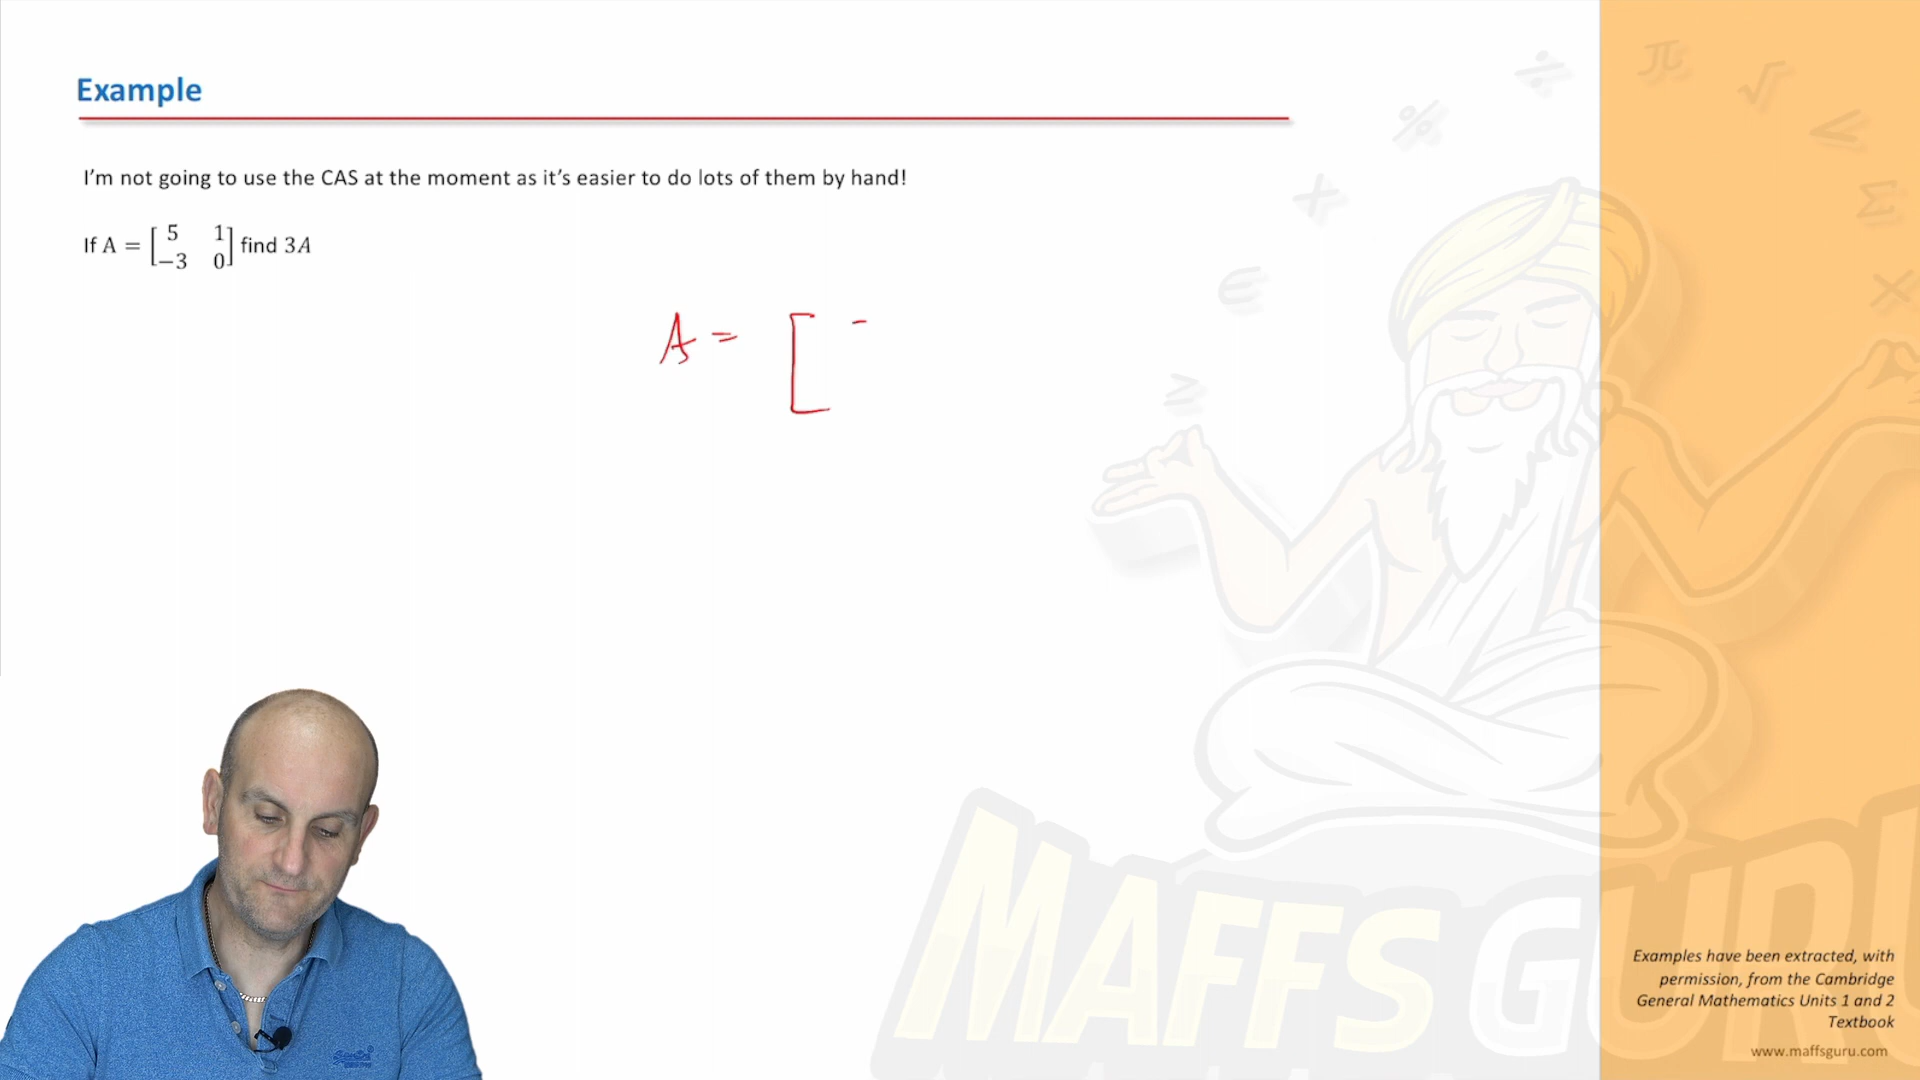 Example
I’m not going to use the CAS at the moment as it’s easier to do lots of them by hand!
If A = [5 1
−3 0] find 3A
A = [ -
÷ π √ ≤
% + Σ
∈ ×
≥
MAFFS GURU
Examples have been extracted, with
permission, from the Cambridge
General Mathematics Units 1 and 2
Textbook
www.maffsguru.com